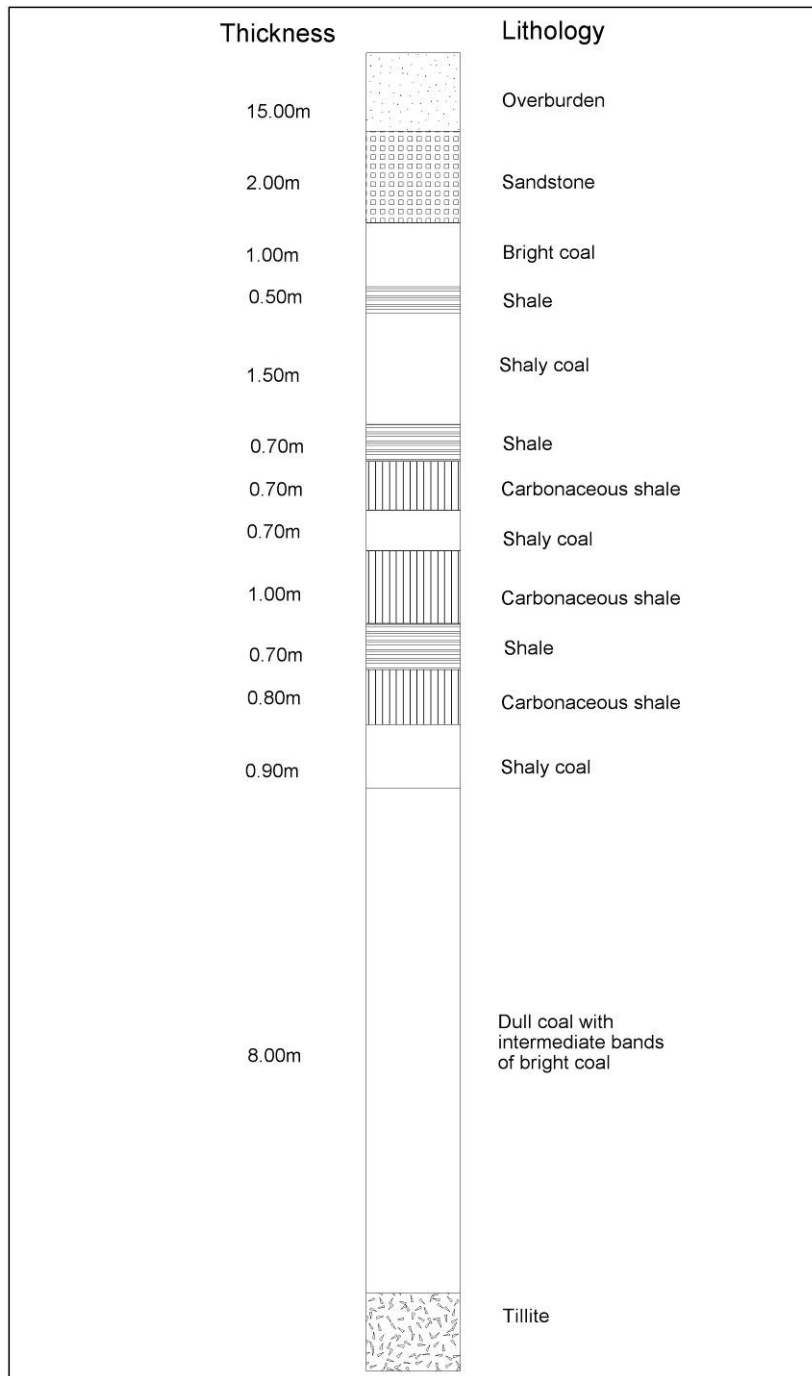 Thickness Lithology
15.00m Overburden
2.00m Sandstone
1.00m Bright coal
0.50m Shale
1.50m Shaly coal
0.70m Shale
0.70m Carbonaceous shale
0.70m Shaly coal
1.00m Carbonaceous shale
0.70m Shale
0.80m Carbonaceous shale
0.90m Shaly coal
8.00m Dull coal with
intermediate bands
of bright coal
Tillite